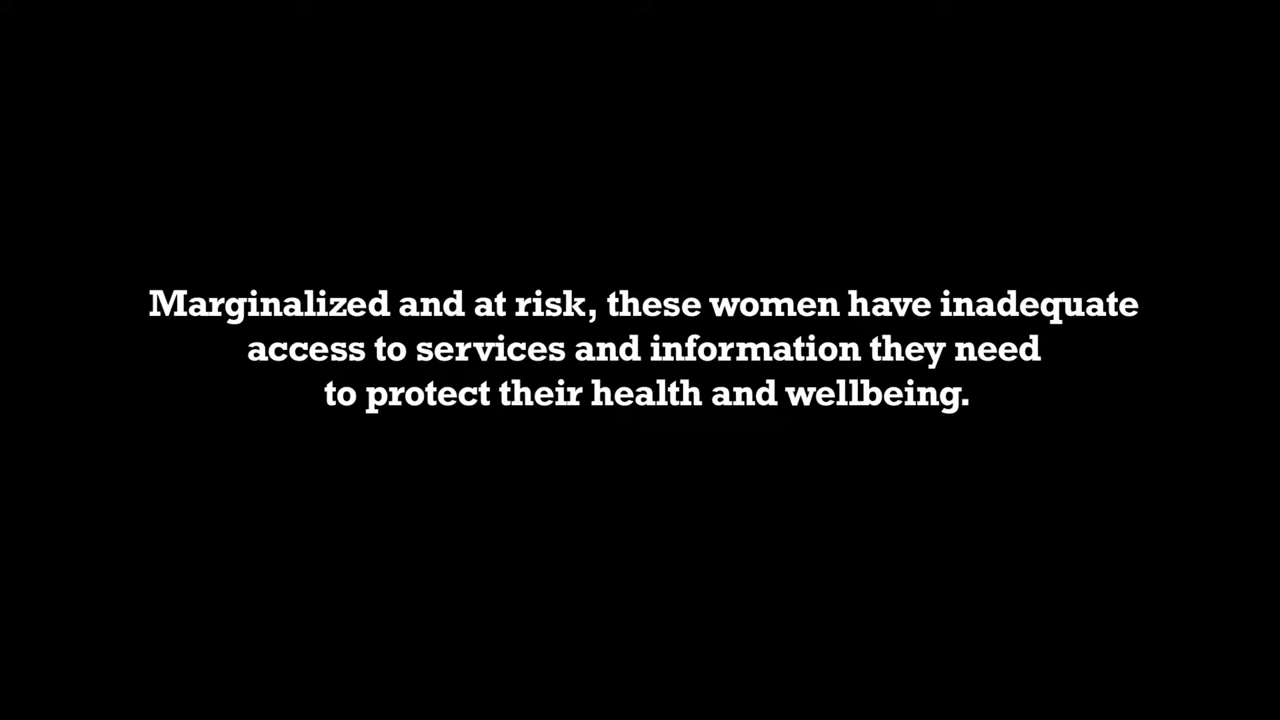 Marginalized and at risk, these women have inadequate
access to services and information they need
to protect their health and wellbeing.